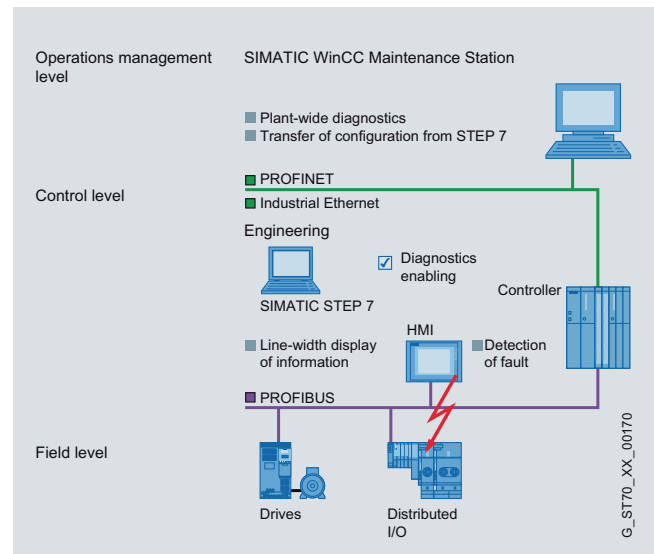 Operations management
level
SIMATIC WinCC Maintenance Station
Plant-wide diagnostics
Transfer of configuration from STEP 7
Control level
PROFINET
Industrial Ethernet
Engineering
Diagnostics
enabling
SIMATIC STEP 7
Controller
HMI
Line-width display
of information
Detection
of fault
PROFIBUS
Field level
Drives
Distributed
I/O
G_ST70_XX_00170